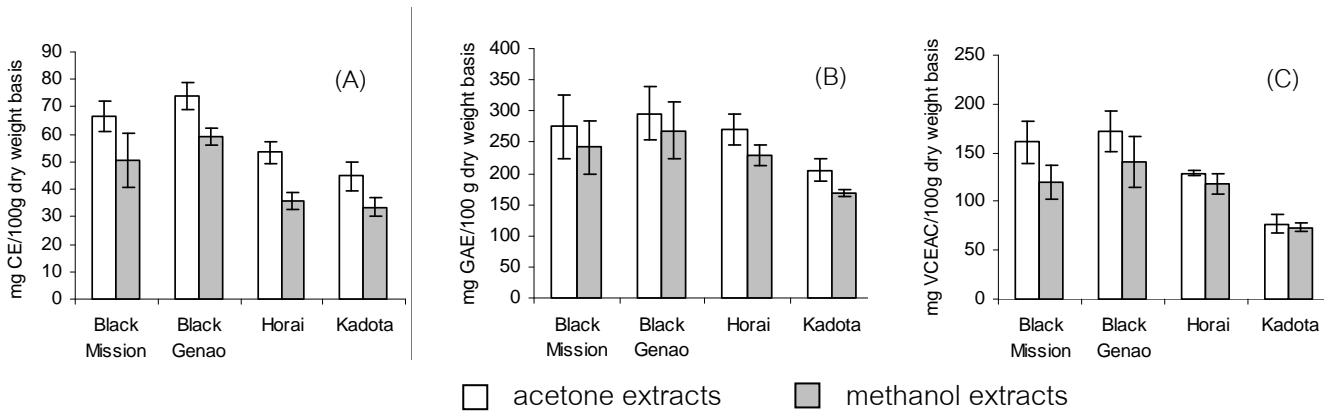 mg CE/100g dry weight basis
90
80
70
60
50
40
30
20
10
0
(A)
Black Mission
Black Genao
Horai
Kadota
mg GAE/100 g dry weight basis
400
350
300
250
200
150
100
50
0
(B)
Black Mission
Black Genao
Horai
Kadota
mg VCEAC/100g dry weight basis
250
200
150
100
50
0
(C)
Black Mission
Black Genao
Horai
Kadota
acetone extracts
methanol extracts